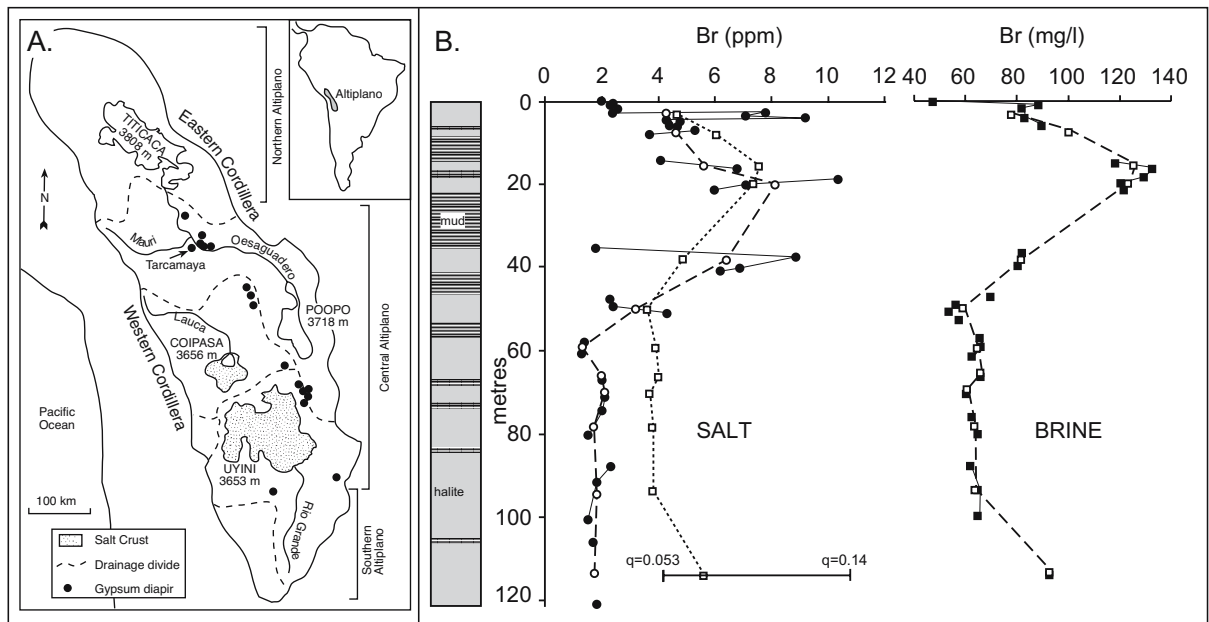 A.
Altiplano
Northern Altiplano
TITICACA
3808 m
Eastern Cordillera
N
Mauri
Desaguadero
Tarcamaya
POOPO
3718 m
Lauca
COIPASA
3656 m
Western Cordillera
Central Altiplano
Pacific
Ocean
UYINI
3653 m
100 km
Rio Grande
Southern
Altiplano
Salt Crust
Drainage divide
Gypsum diapir
B.
Br (ppm)
Br (mg/l)
0 2 4 6 8 10 12
40 60 80 100 120 140
0
20
40
60
80
100
120
metres
mud
halite
SALT
BRINE
q=0.053
q=0.14